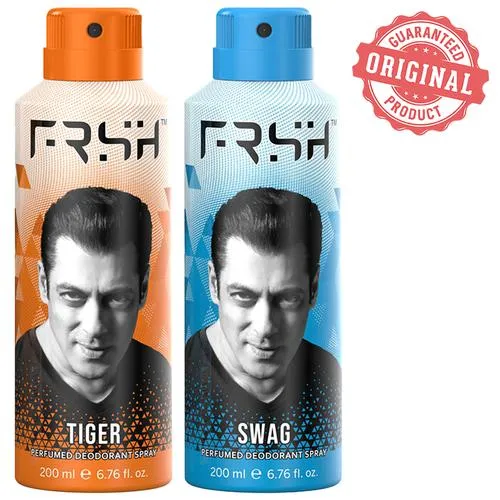 FRSH™
TIGER
PERFUMED DEODORANT SPRAY
200 ml ℮ 6.76 fl. oz.
FRSH™
SWAG
PERFUMED DEODORANT SPRAY
200 ml ℮ 6.76 fl. oz.
GUARANTEED
ORIGINAL
PRODUCT